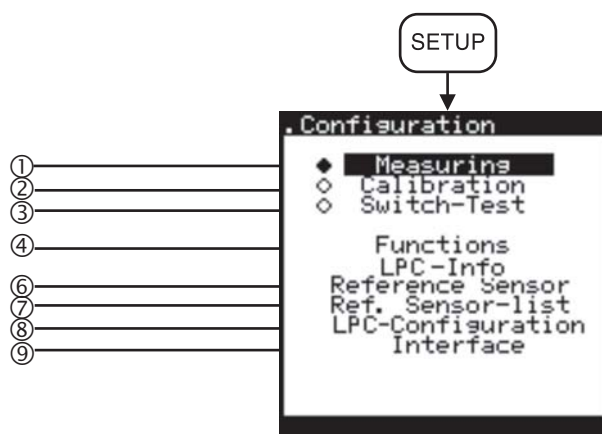 SETUP
.Configuration
① ◆ Measuring
② ◇ Calibration
③ ◇ Switch-Test
④ Functions
LPC-Info
⑥ Reference Sensor
⑦ Ref. Sensor-list
⑧ LPC-Configuration
⑨ Interface